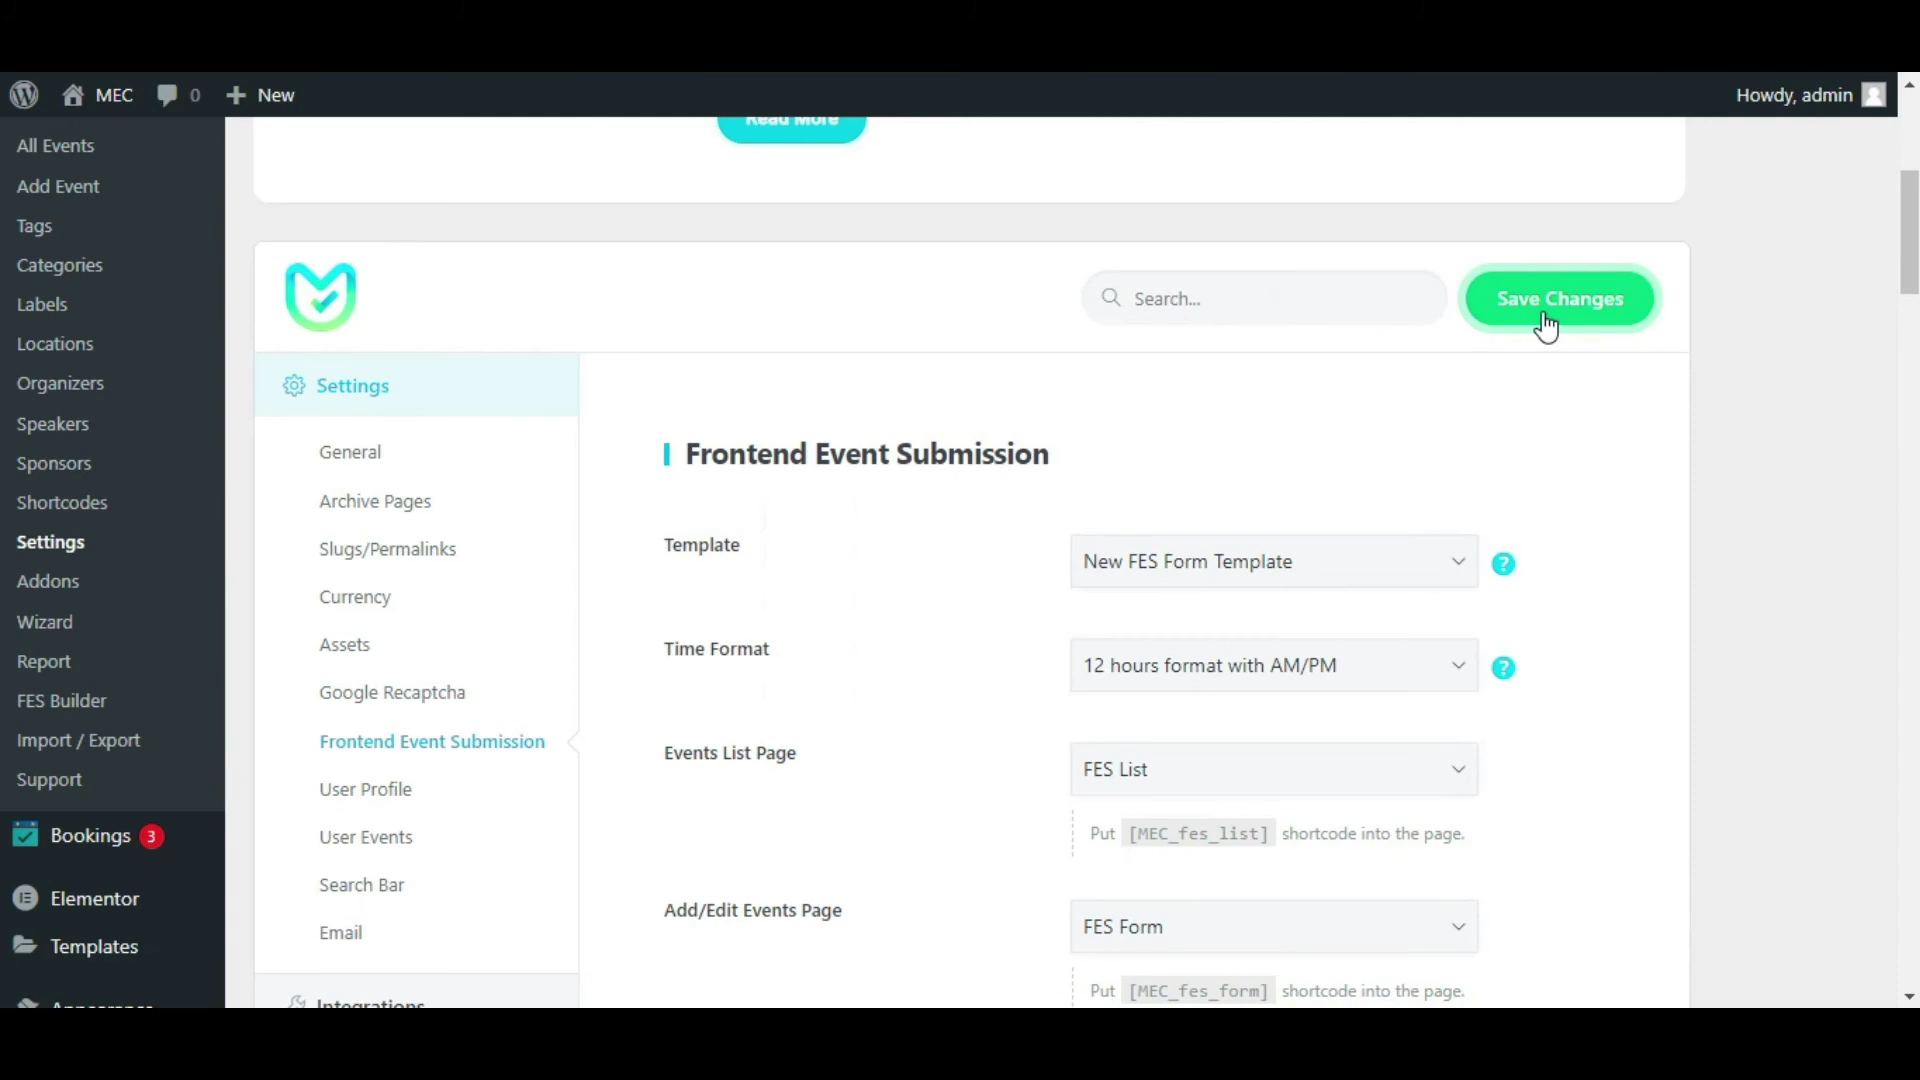 MEC
0
New
Howdy, admin
All Events
Add Event
Tags
Categories
Labels
Locations
Organizers
Speakers
Sponsors
Shortcodes
Settings
Addons
Wizard
Report
FES Builder
Import / Export
Support
Bookings 3
Elementor
Templates
Appearance
Read More
Search...
Save Changes
Settings
General
Archive Pages
Slugs/Permalinks
Currency
Assets
Google Recaptcha
Frontend Event Submission
User Profile
User Events
Search Bar
Email
Integrations
Frontend Event Submission
Template
New FES Form Template
?
Time Format
12 hours format with AM/PM
?
Events List Page
FES List
Put [MEC_fes_list] shortcode into the page.
Add/Edit Events Page
FES Form
Put [MEC_fes_form] shortcode into the page.